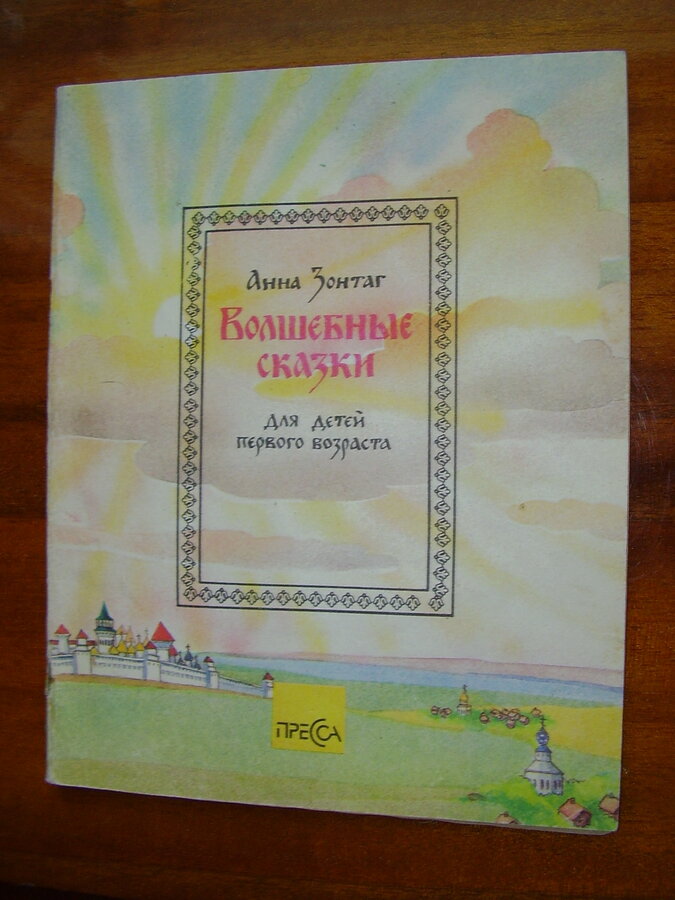 Анна Зонтаг
Волшебные
сказки
для детей
первого возраста
ПРЕССА